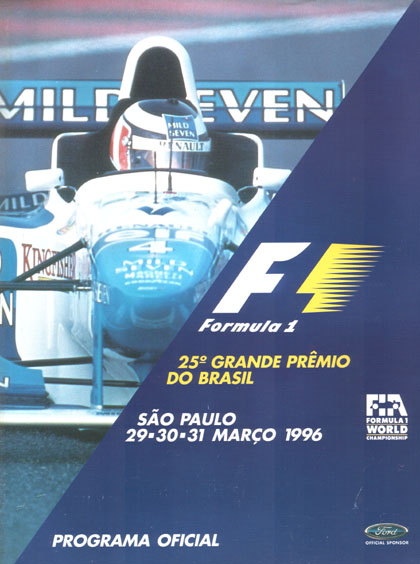 MILD SEVEN
MILD
SEVEN
RENAULT
KINGFISHER
4
MILD
SEVEN
F1
Formula 1
25º GRANDE PRÊMIO
DO BRASIL
SÃO PAULO
29▪30▪31 MARÇO 1996
FIA
FORMULA 1
WORLD
CHAMPIONSHIP
PROGRAMA OFICIAL
Ford
OFFICIAL SPONSOR